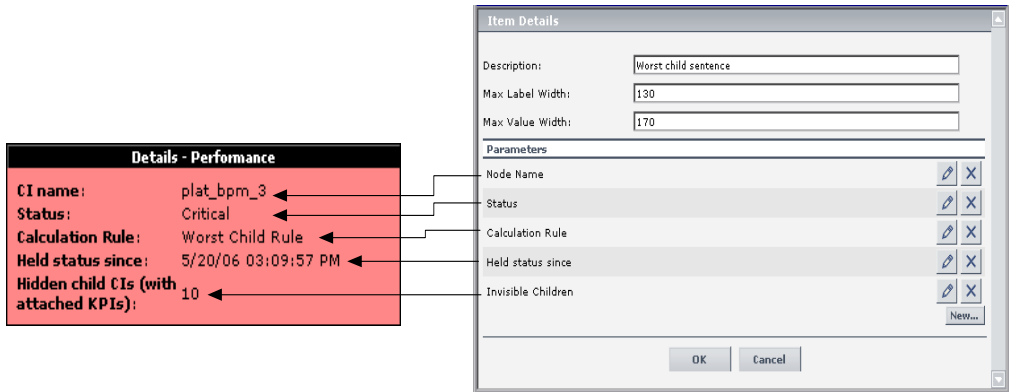 Details - Performance
CI name: plat_bpm_3
Status: Critical
Calculation Rule: Worst Child Rule
Held status since: 5/20/06 03:09:57 PM
Hidden child CIs (with
attached KPIs): 10
Item Details
Description: Worst child sentence
Max Label Width: 130
Max Value Width: 170
Parameters
Node Name
Status
Calculation Rule
Held status since
Invisible Children
New...
OK Cancel